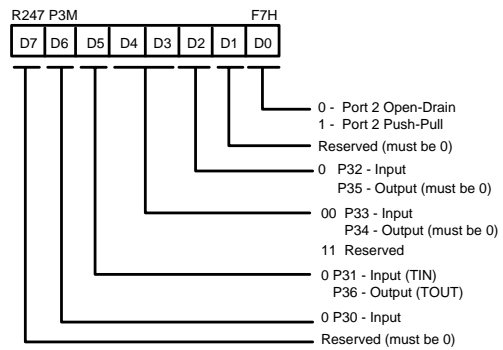 R247 P3M F7H
D7 D6 D5 D4 D3 D2 D1 D0
0 - Port 2 Open-Drain
1 - Port 2 Push-Pull
Reserved (must be 0)
0 P32 - Input
P35 - Output (must be 0)
00 P33 - Input
P34 - Output (must be 0)
11 Reserved
0 P31 - Input (TIN)
P36 - Output (TOUT)
0 P30 - Input
Reserved (must be 0)